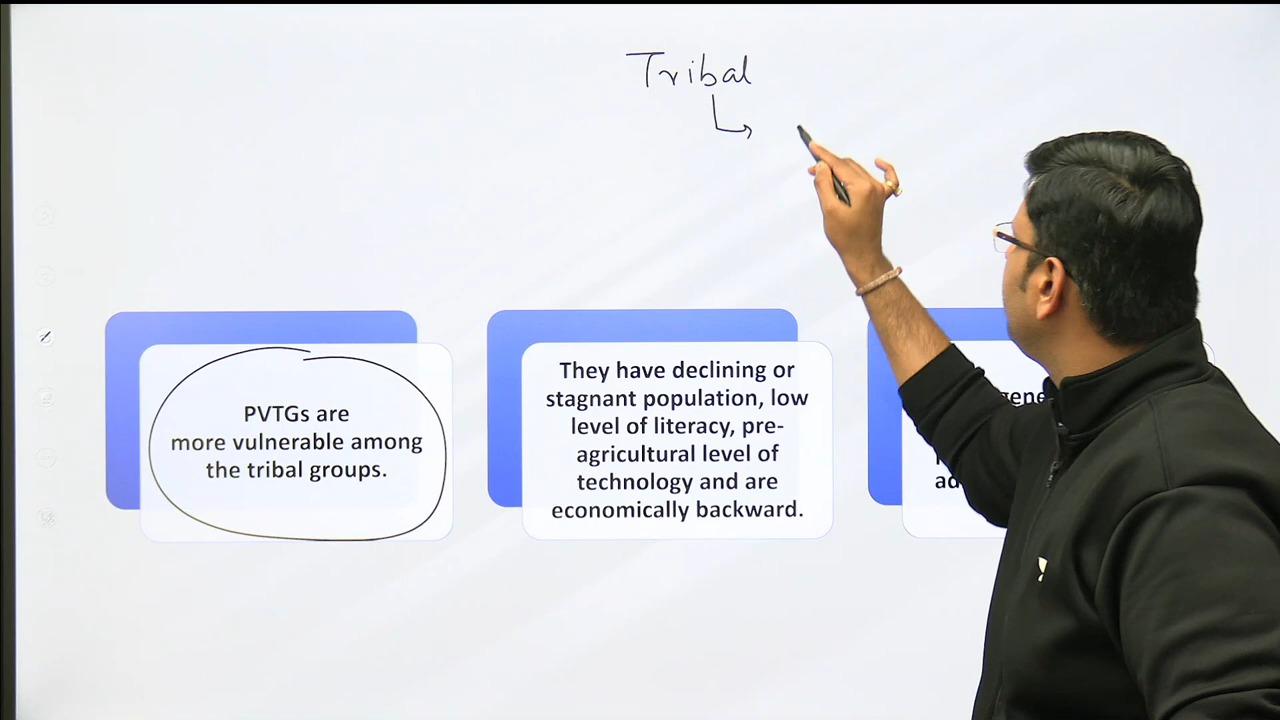 Tribal
PVTGs are
more vulnerable among
the tribal groups.
They have declining or
stagnant population, low
level of literacy, pre-
agricultural level of
technology and are
economically backward.